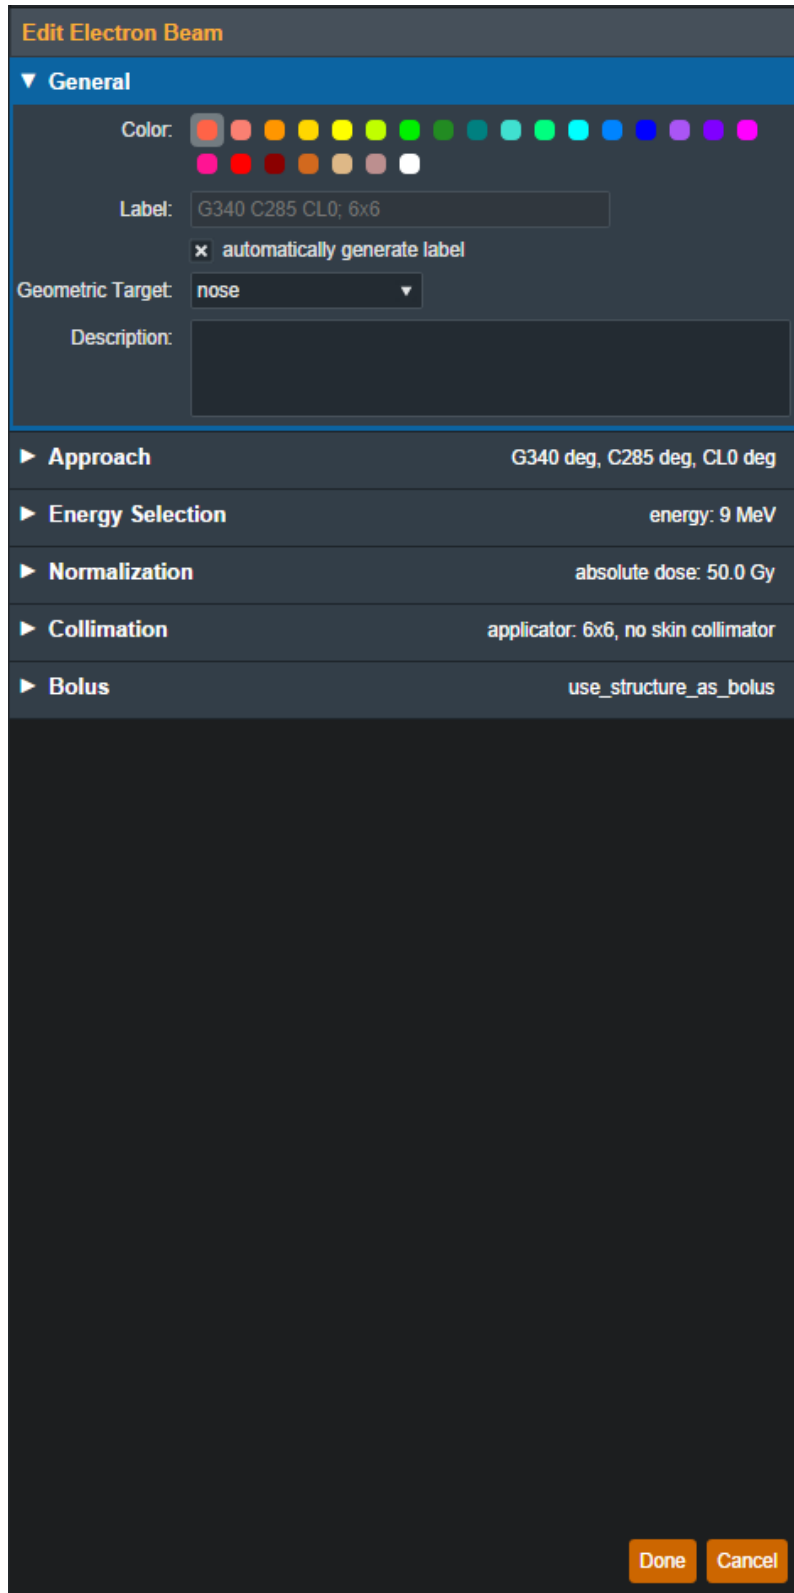 Edit Electron Beam
General
Color:
Label: G340 C285 CL0; 6x6
automatically generate label
Geometric Target: nose
Description:
Approach G340 deg, C285 deg, CL0 deg
Energy Selection energy: 9 MeV
Normalization absolute dose: 50.0 Gy
Collimation applicator: 6x6, no skin collimator
Bolus use_structure_as_bolus
Done Cancel